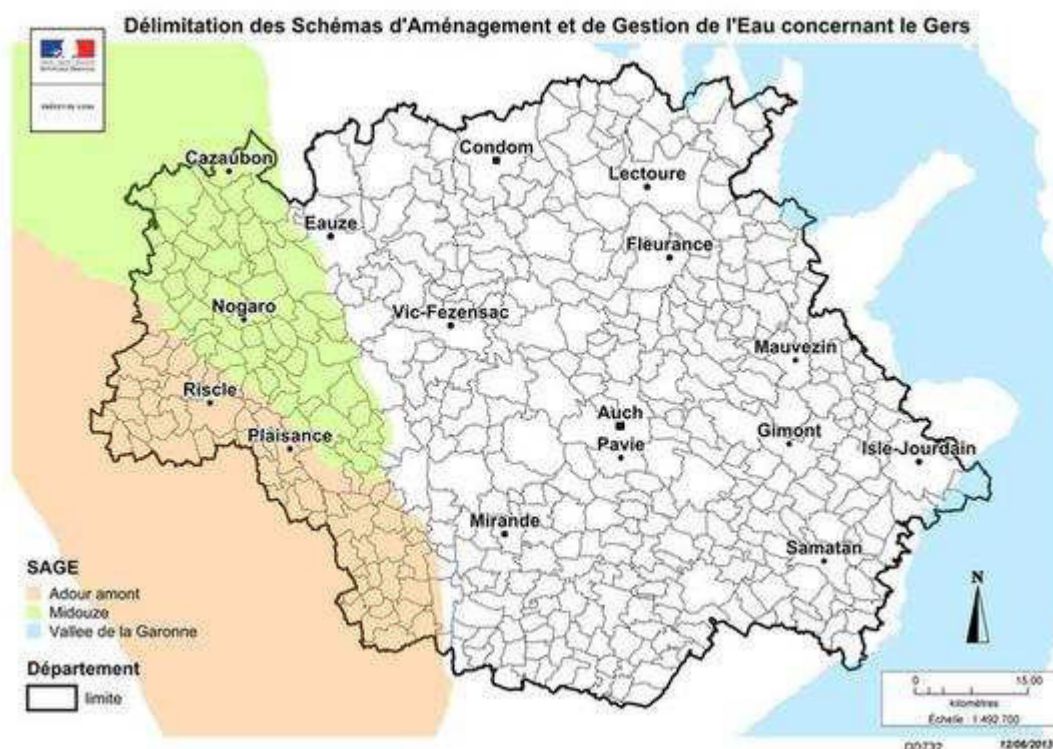 Délimitation des Schémas d'Aménagement et de Gestion de l'Eau concernant le Gers
Cazaubon
Condom
Lectoure
Eauze
Fleurance
Nogaro
Vic-Fezensac
Mauvezin
Riscle
Auch
Plaisance
Pavie
Gimont
Isle-Jourdain
Mirande
Samatan
SAGE
Adour amont
Midouze
Vallee de la Garonne
Département
limite
N
0 15.00
kilomètres
Échelle : 1:492 700
DD732 12/06/2013